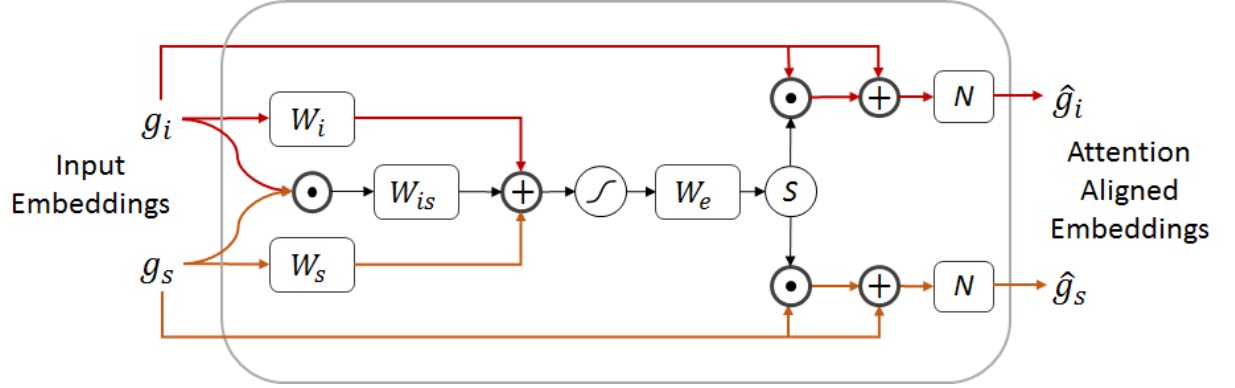 g_i
g_s
Input
Embeddings
W_i
W_is
W_s
W_e
S
N
N
ĝ_i
ĝ_s
Attention
Aligned
Embeddings